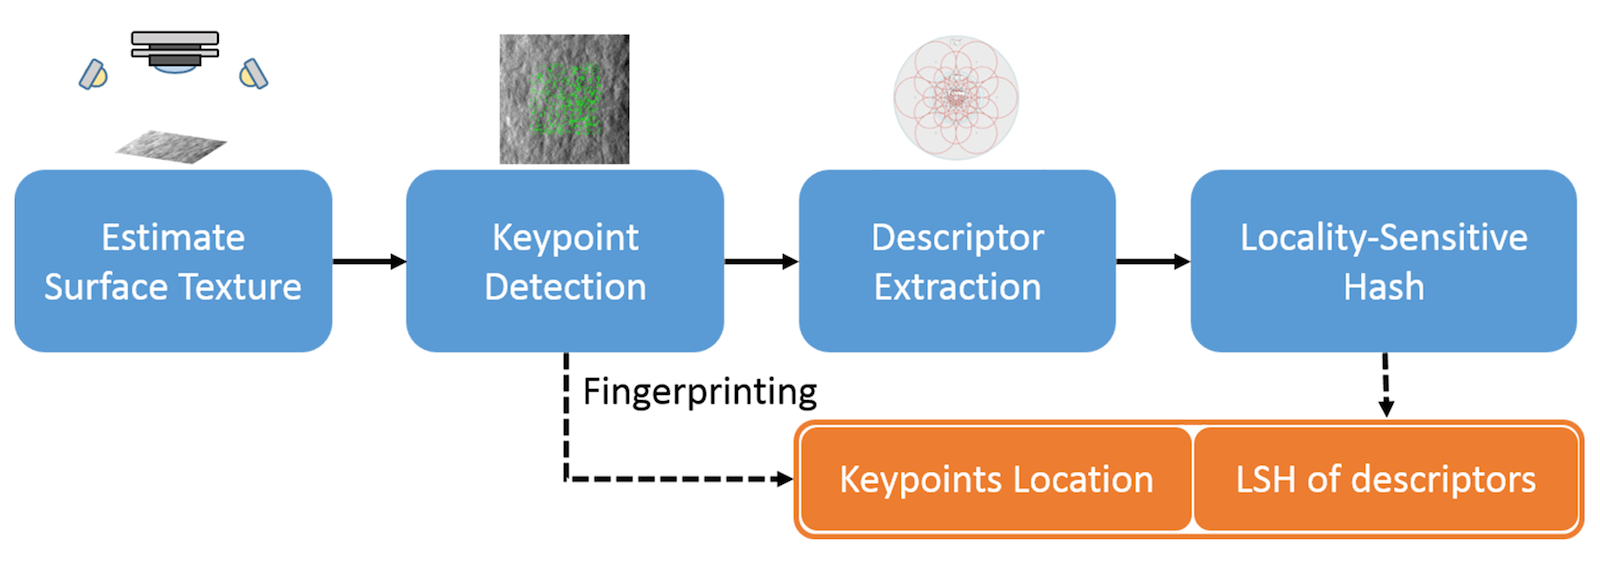 Estimate
Surface Texture
Keypoint
Detection
Descriptor
Extraction
Locality-Sensitive
Hash
Fingerprinting
Keypoints Location
LSH of descriptors